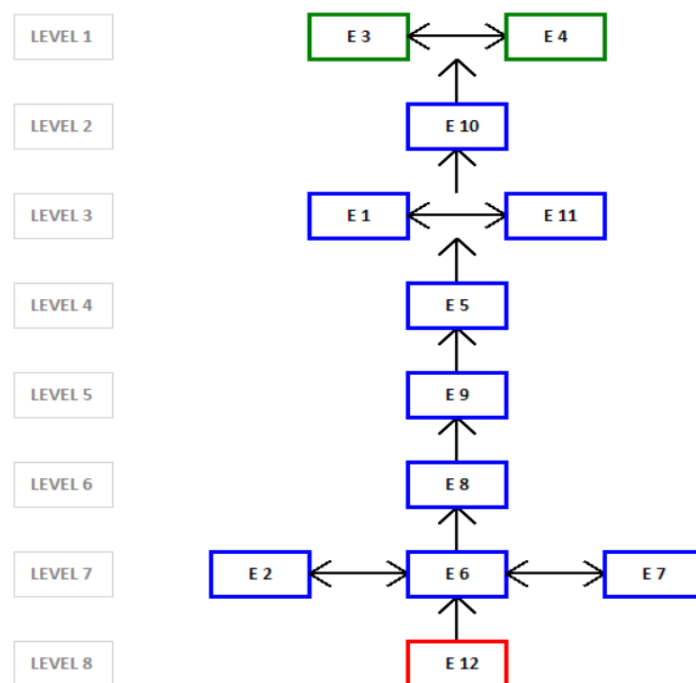 LEVEL 1 E 3 E 4
LEVEL 2 E 10
LEVEL 3 E 1 E 11
LEVEL 4 E 5
LEVEL 5 E 9
LEVEL 6 E 8
LEVEL 7 E 2 E 6 E 7
LEVEL 8 E 12